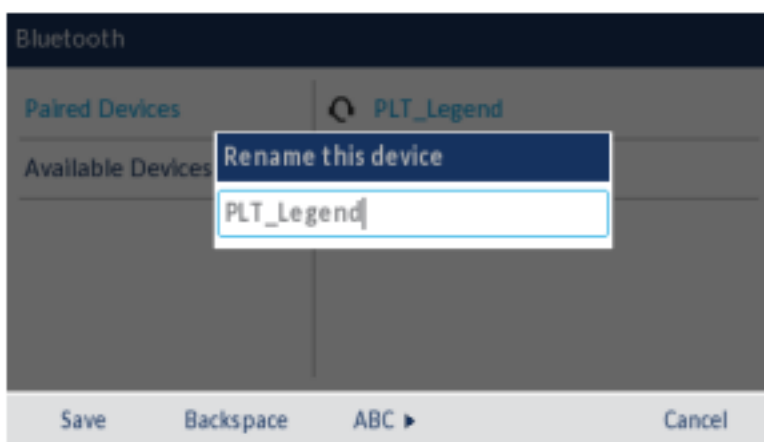 Bluetooth
Paired Devices PLT_Legend
Available Devices
Rename this device
PLT_Legend
Save Backspace ABC ▸ Cancel